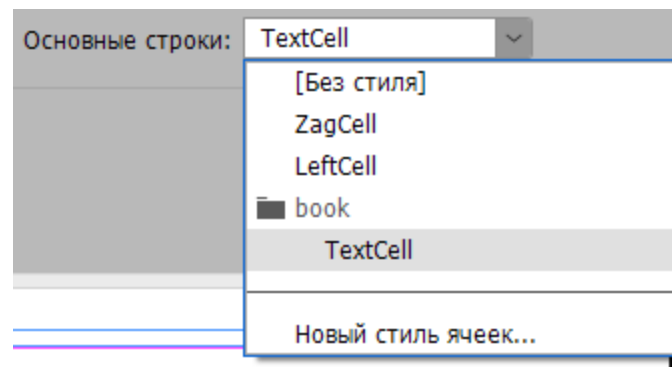 Основные строки: TextCell
[Без стиля]
ZagCell
LeftCell
book
TextCell
Новый стиль ячеек...